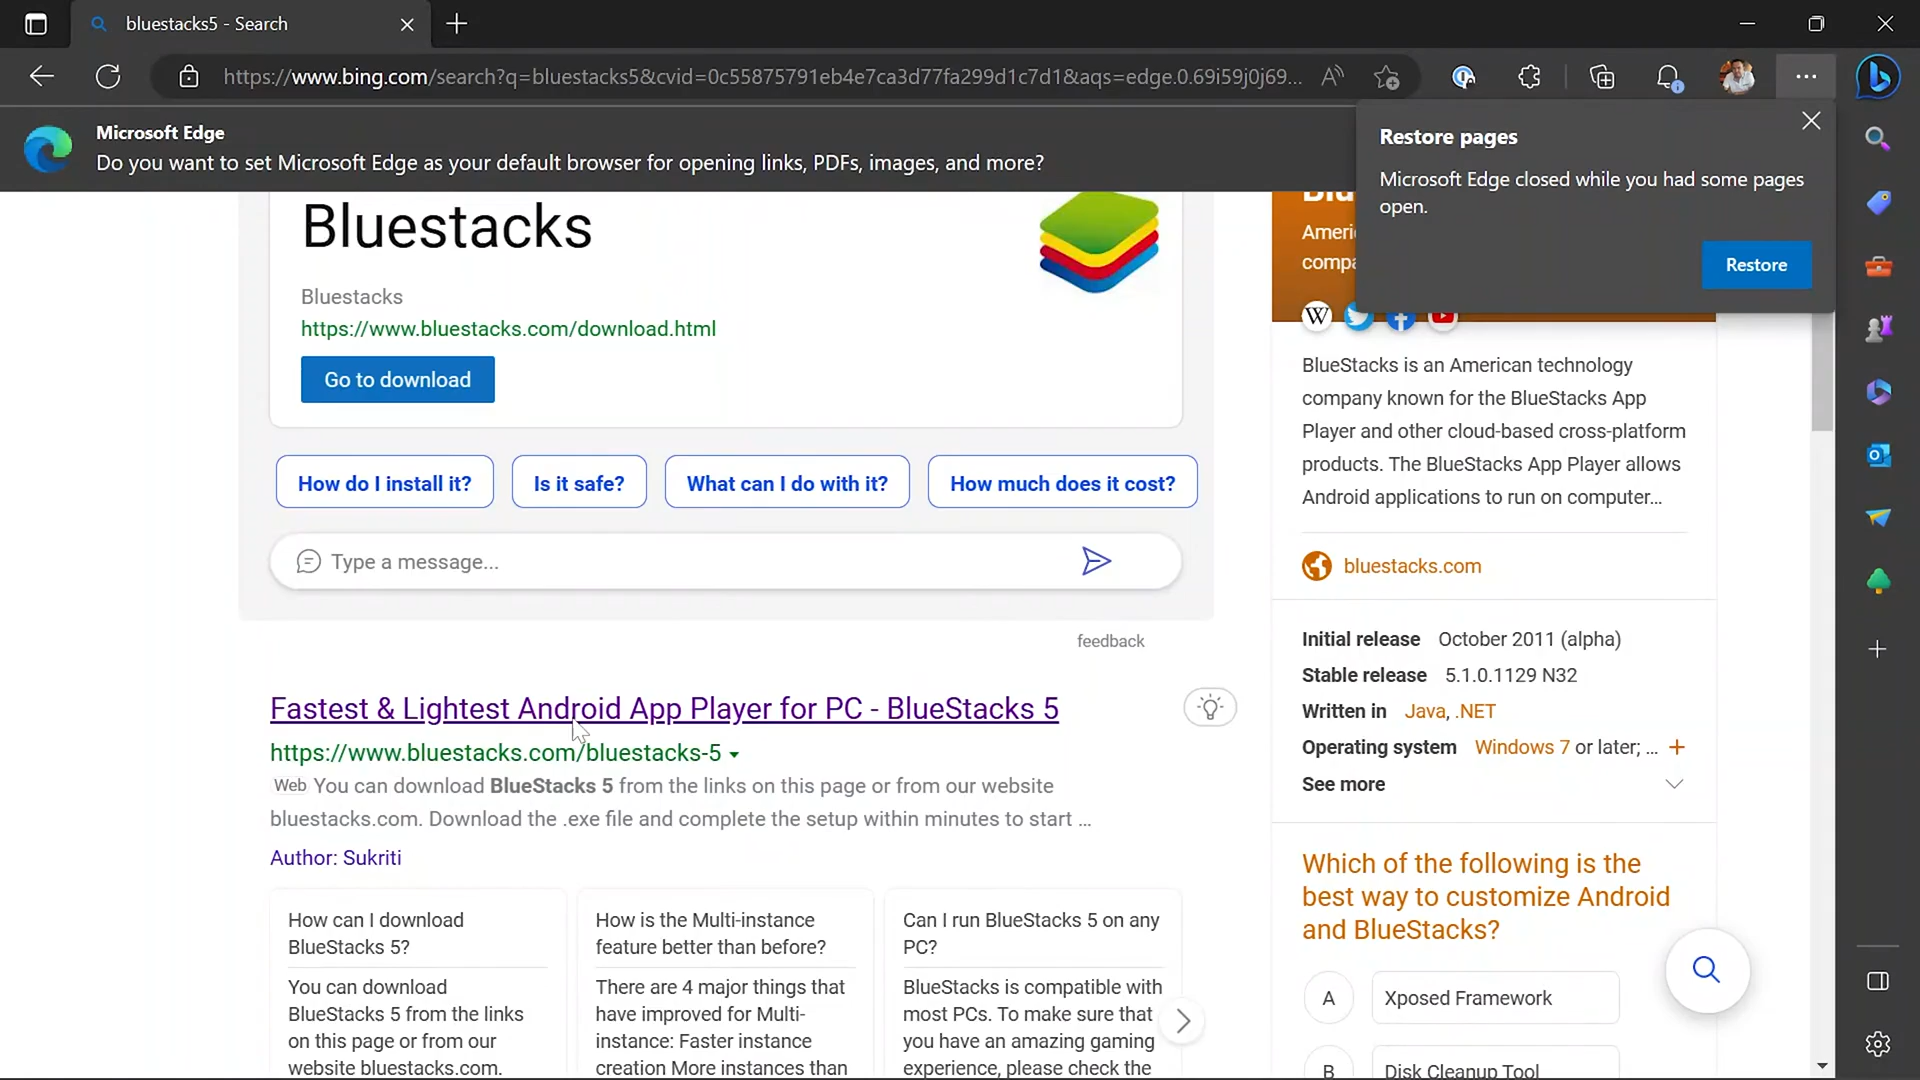 bluestacks5 - Search
https://www.bing.com/search?q=bluestacks5&cvid=0c55875791eb4e7ca3d77fa299d1c7d1&aqs=edge.0.69i59j0j69...
Microsoft Edge
Do you want to set Microsoft Edge as your default browser for opening links, PDFs, images, and more?
Restore pages
Microsoft Edge closed while you had some pages
open.
Restore
Bluestacks
Bluestacks
https://www.bluestacks.com/download.html
Go to download
How do I install it?
Is it safe?
What can I do with it?
How much does it cost?
Type a message...
feedback
Fastest & Lightest Android App Player for PC - BlueStacks 5
https://www.bluestacks.com/bluestacks-5
Web You can download BlueStacks 5 from the links on this page or from our website
bluestacks.com. Download the .exe file and complete the setup within minutes to start ...
Author: Sukriti
How can I download
BlueStacks 5?
You can download
BlueStacks 5 from the links
on this page or from our
website bluestacks.com.
How is the Multi-instance
feature better than before?
There are 4 major things that
have improved for Multi-
instance: Faster instance
creation More instances than
Can I run BlueStacks 5 on any
PC?
BlueStacks is compatible with
most PCs. To make sure that
you have an amazing gaming
experience, please check the
W
BlueStacks is an American technology
company known for the BlueStacks App
Player and other cloud-based cross-platform
products. The BlueStacks App Player allows
Android applications to run on computer...
bluestacks.com
Initial release October 2011 (alpha)
Stable release 5.1.0.1129 N32
Written in Java, .NET
Operating system Windows 7 or later; ... +
See more
Which of the following is the
best way to customize Android
and BlueStacks?
A Xposed Framework
B Disk Cleanup Tool